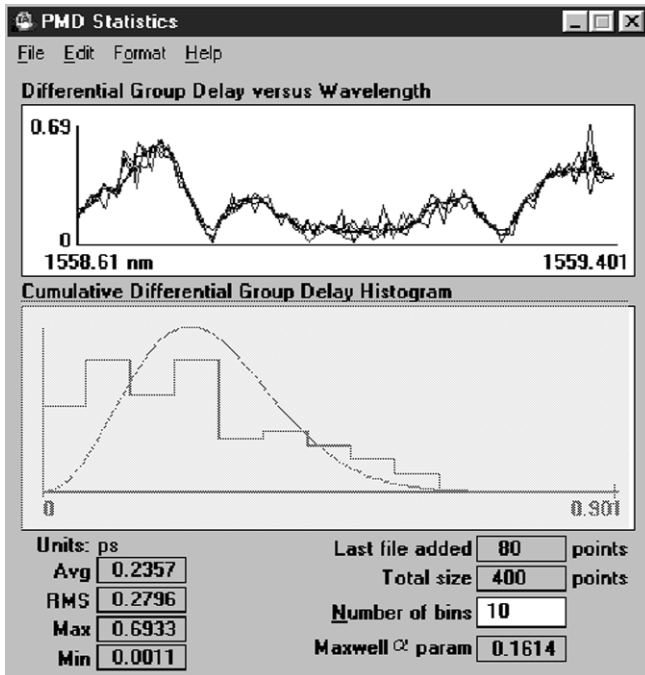 PMD Statistics
File Edit Format Help
Differential Group Delay versus Wavelength
0.69
0
1558.61 nm 1559.401
Cumulative Differential Group Delay Histogram
0 0.901
Units: ps
Avg 0.2357
RMS 0.2796
Max 0.6933
Min 0.0011
Last file added 80 points
Total size 400 points
Number of bins 10
Maxwell α param 0.1614